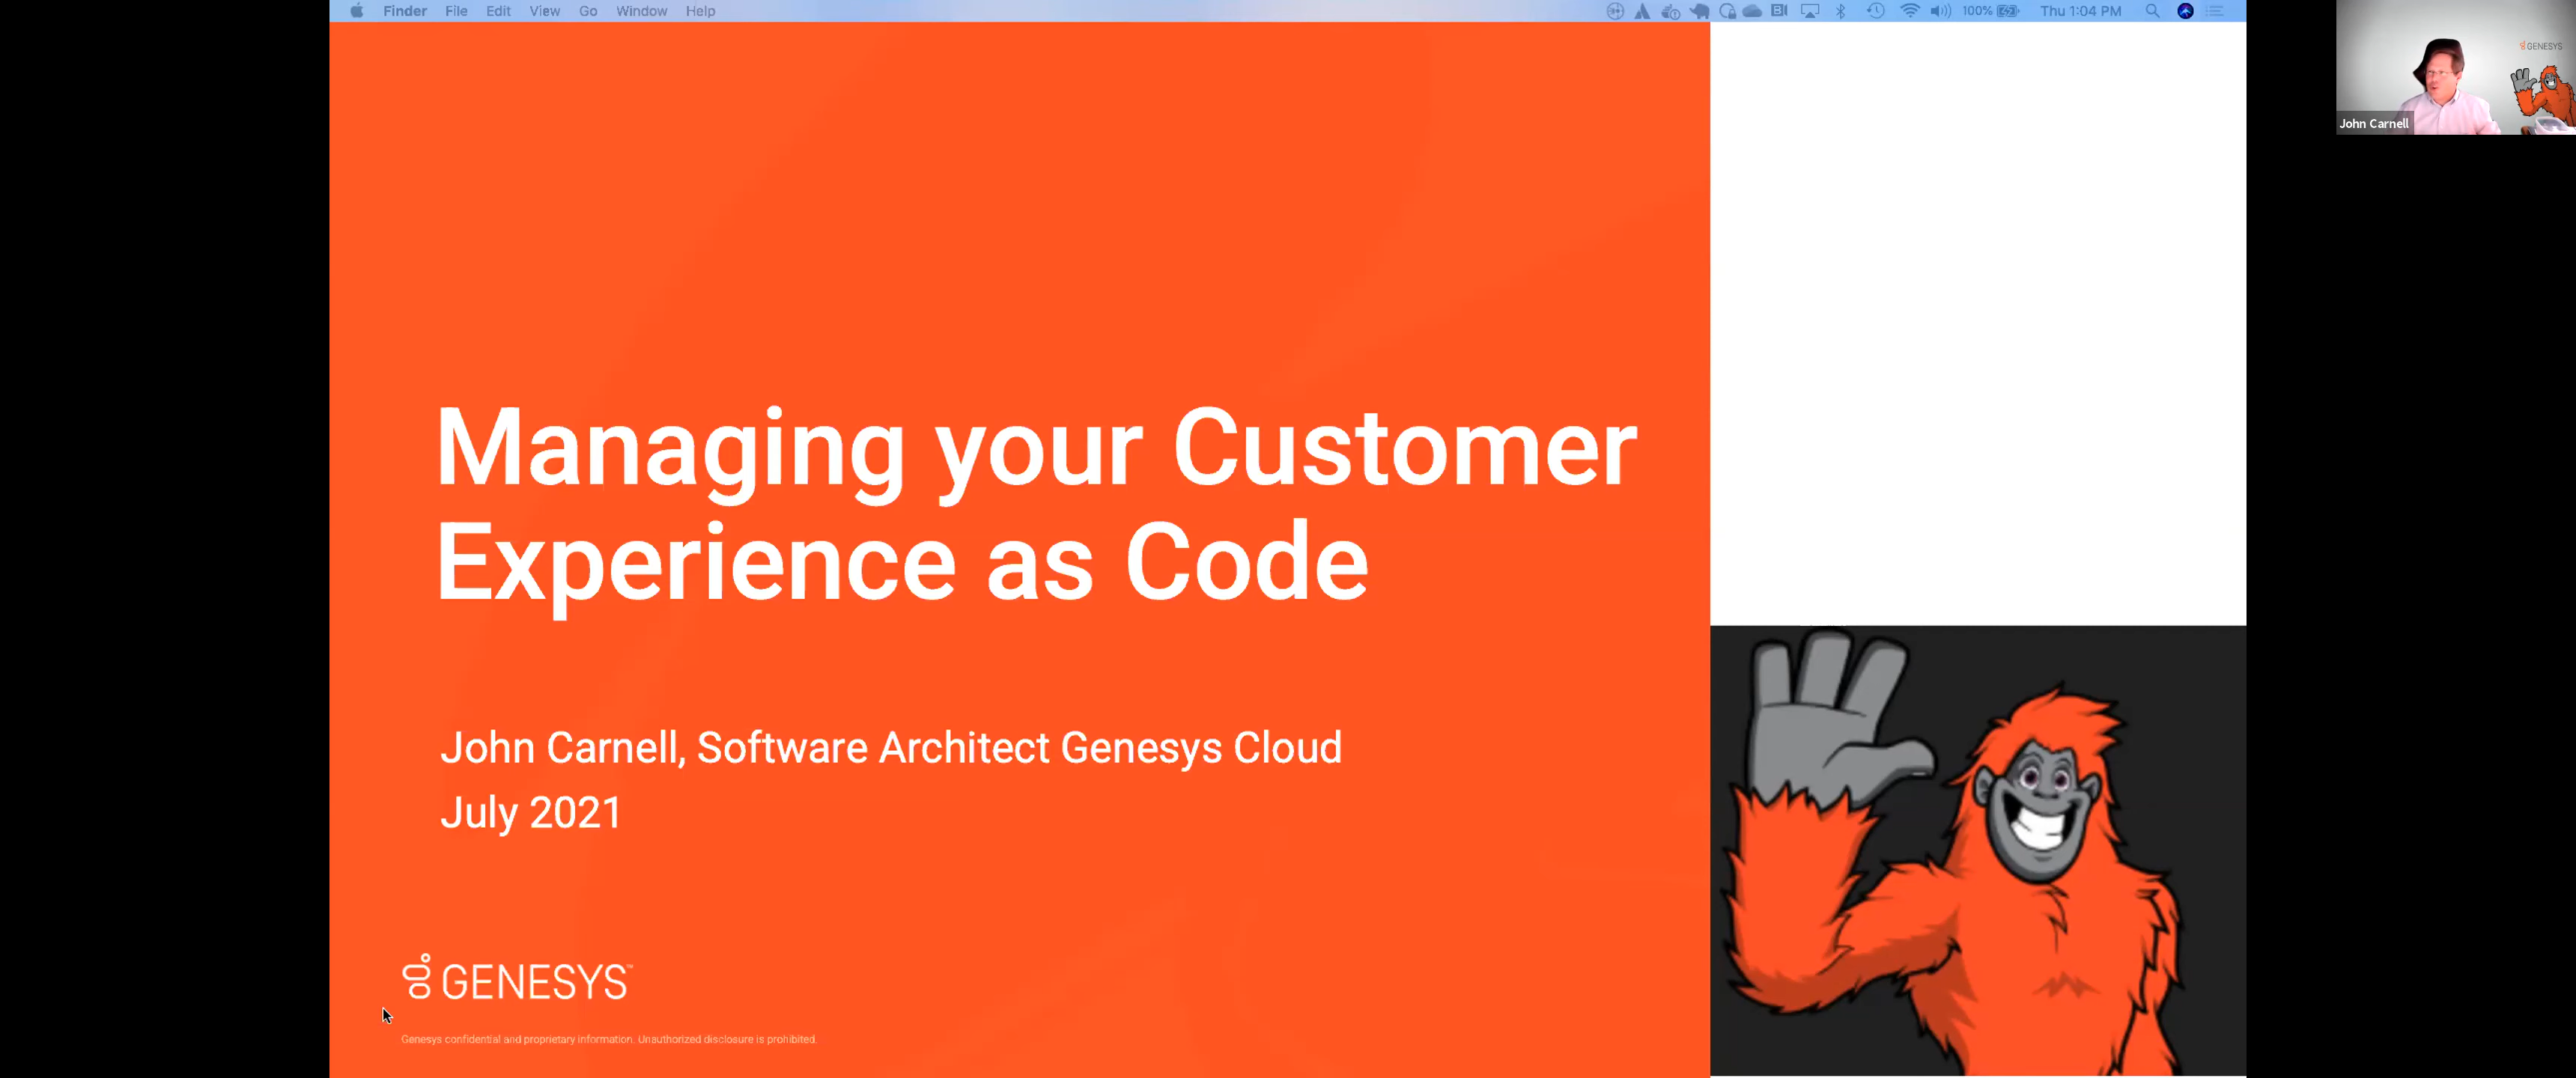 Finder File Edit View Go Window Help
100% Thu 1:04 PM
GENESYS
John Carnell
Managing your Customer
Experience as Code
John Carnell, Software Architect Genesys Cloud
July 2021
GENESYS™
Genesys confidential and proprietary information. Unauthorized disclosure is prohibited.